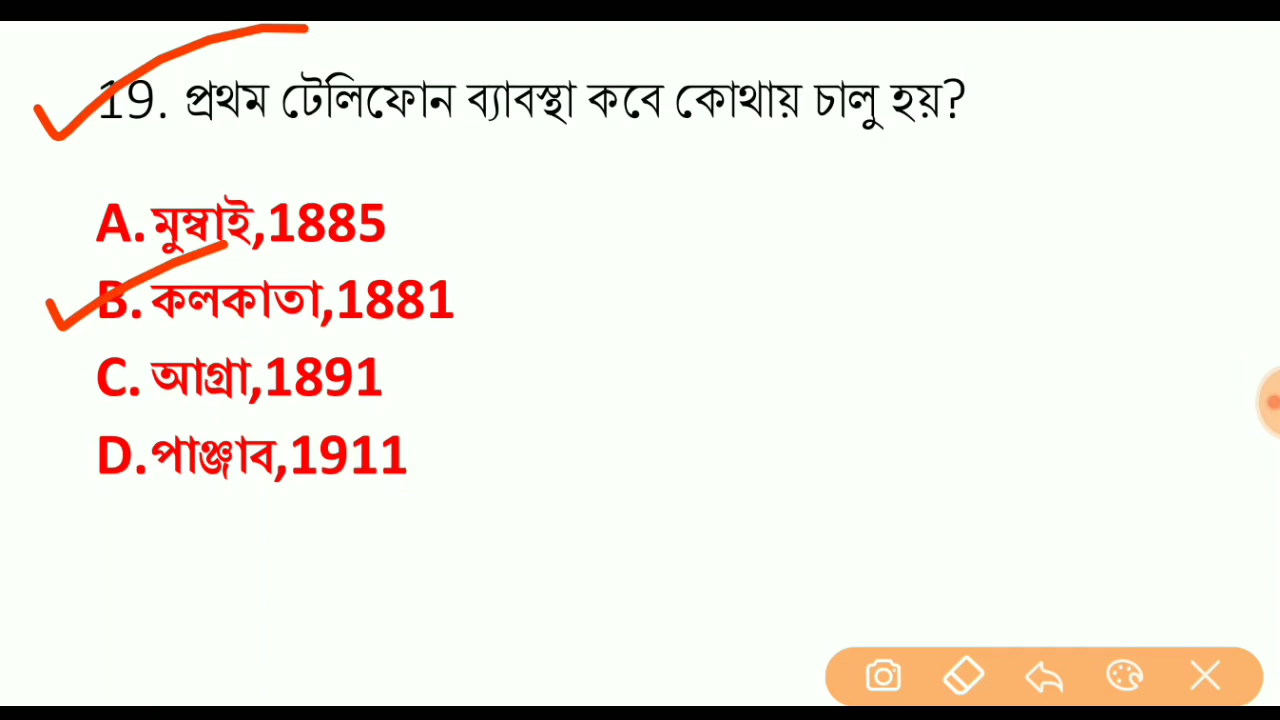 19. প্রথম টেলিফোন ব্যাবস্থা কবে কোথায় চালু হয়?
A. মুম্বাই,1885
B. কলকাতা,1881
C. আগ্রা,1891
D. পাঞ্জাব,1911